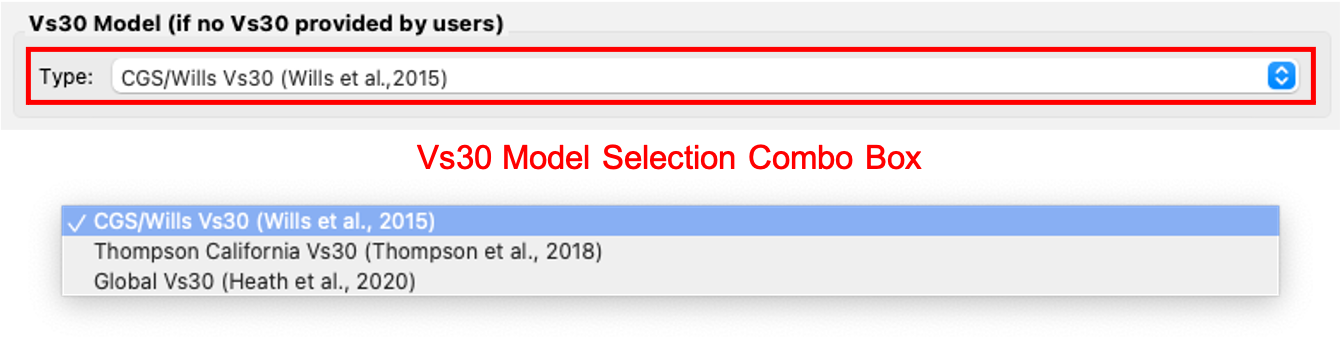 Vs30 Model (if no Vs30 provided by users)
Type: CGS/Wills Vs30 (Wills et al.,2015)
Vs30 Model Selection Combo Box
CGS/Wills Vs30 (Wills et al., 2015)
Thompson California Vs30 (Thompson et al., 2018)
Global Vs30 (Heath et al., 2020)